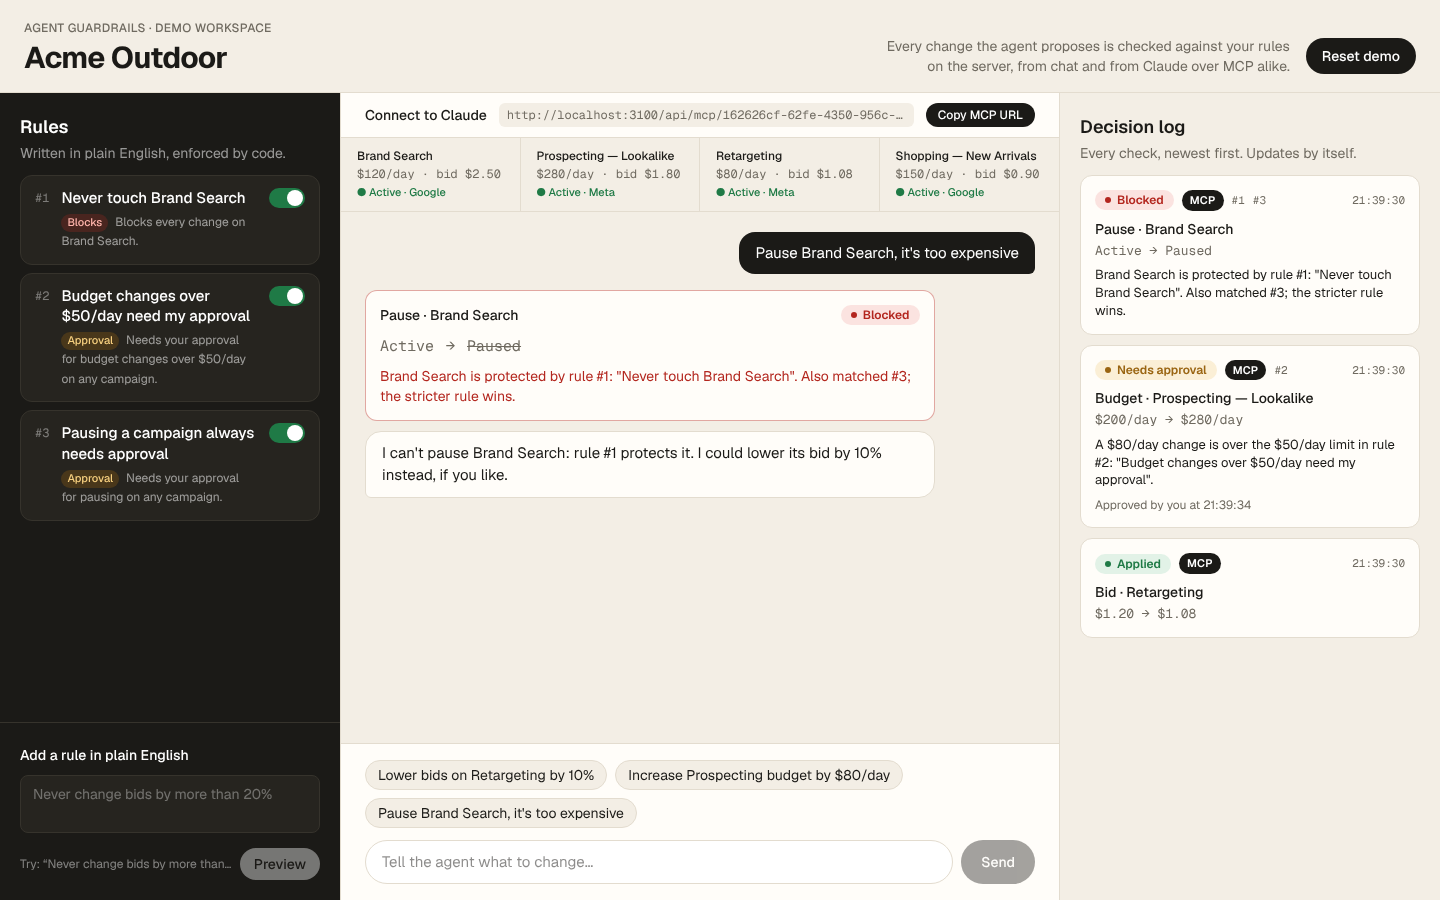 AGENT GUARDRAILS · DEMO WORKSPACE
Acme Outdoor
Every change the agent proposes is checked against your rules
on the server, from chat and from Claude over MCP alike.
Reset demo
Rules
Written in plain English, enforced by code.
#1 Never touch Brand Search
Blocks Blocks every change on
Brand Search.
#2 Budget changes over
$50/day need my approval
Approval Needs your approval
for budget changes over $50/day
on any campaign.
#3 Pausing a campaign always
needs approval
Approval Needs your approval
for pausing on any campaign.
Add a rule in plain English
Never change bids by more than 20%
Try: “Never change bids by more than...
Preview
Connect to Claude
http://localhost:3100/api/mcp/162626cf-62fe-4350-956c-…
Copy MCP URL
Brand Search
$120/day · bid $2.50
Active · Google
Prospecting — Lookalike
$280/day · bid $1.80
Active · Meta
Retargeting
$80/day · bid $1.08
Active · Meta
Shopping — New Arrivals
$150/day · bid $0.90
Active · Google
Pause Brand Search, it's too expensive
Pause · Brand Search
Blocked
Active → Paused
Brand Search is protected by rule #1: "Never touch Brand Search". Also matched #3;
the stricter rule wins.
I can't pause Brand Search: rule #1 protects it. I could lower its bid by 10%
instead, if you like.
Lower bids on Retargeting by 10%
Increase Prospecting budget by $80/day
Pause Brand Search, it's too expensive
Tell the agent what to change...
Send
Decision log
Every check, newest first. Updates by itself.
Blocked MCP #1 #3 21:39:30
Pause · Brand Search
Active → Paused
Brand Search is protected by rule #1: "Never touch
Brand Search". Also matched #3; the stricter rule
wins.
Needs approval MCP #2 21:39:30
Budget · Prospecting — Lookalike
$200/day → $280/day
A $80/day change is over the $50/day limit in rule
#2: "Budget changes over $50/day need my
approval".
Approved by you at 21:39:34
Applied MCP 21:39:30
Bid · Retargeting
$1.20 → $1.08